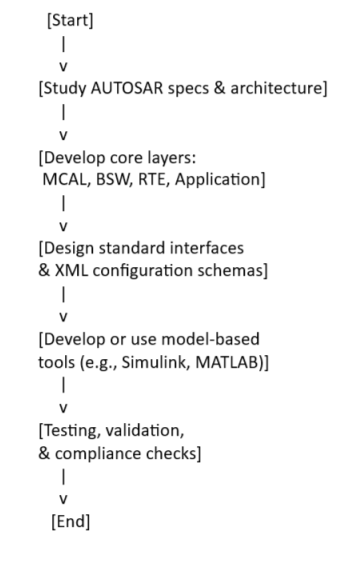 [Start]
|
v
[Study AUTOSAR specs & architecture]
|
v
[Develop core layers:
MCAL, BSW, RTE, Application]
|
v
[Design standard interfaces
& XML configuration schemas]
|
v
[Develop or use model-based
tools (e.g., Simulink, MATLAB)]
|
v
[Testing, validation,
& compliance checks]
|
v
[End]